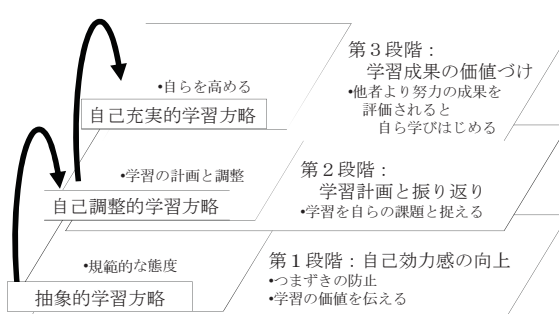 •自らを高める
自己充実的学習方略
第３段階：
学習成果の価値づけ
•他者より努力の成果を
評価されると
自ら学びはじめる
•学習の計画と調整
自己調整的学習方略
第２段階：
学習計画と振り返り
•学習を自らの課題と捉える
•規範的な態度
抽象的学習方略
第１段階：自己効力感の向上
•つまずきの防止
•学習の価値を伝える